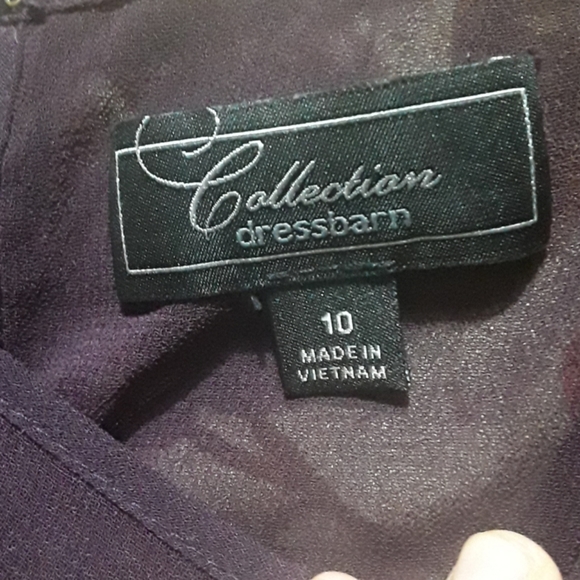 Collection
dressbarn
10
MADE IN
VIETNAM